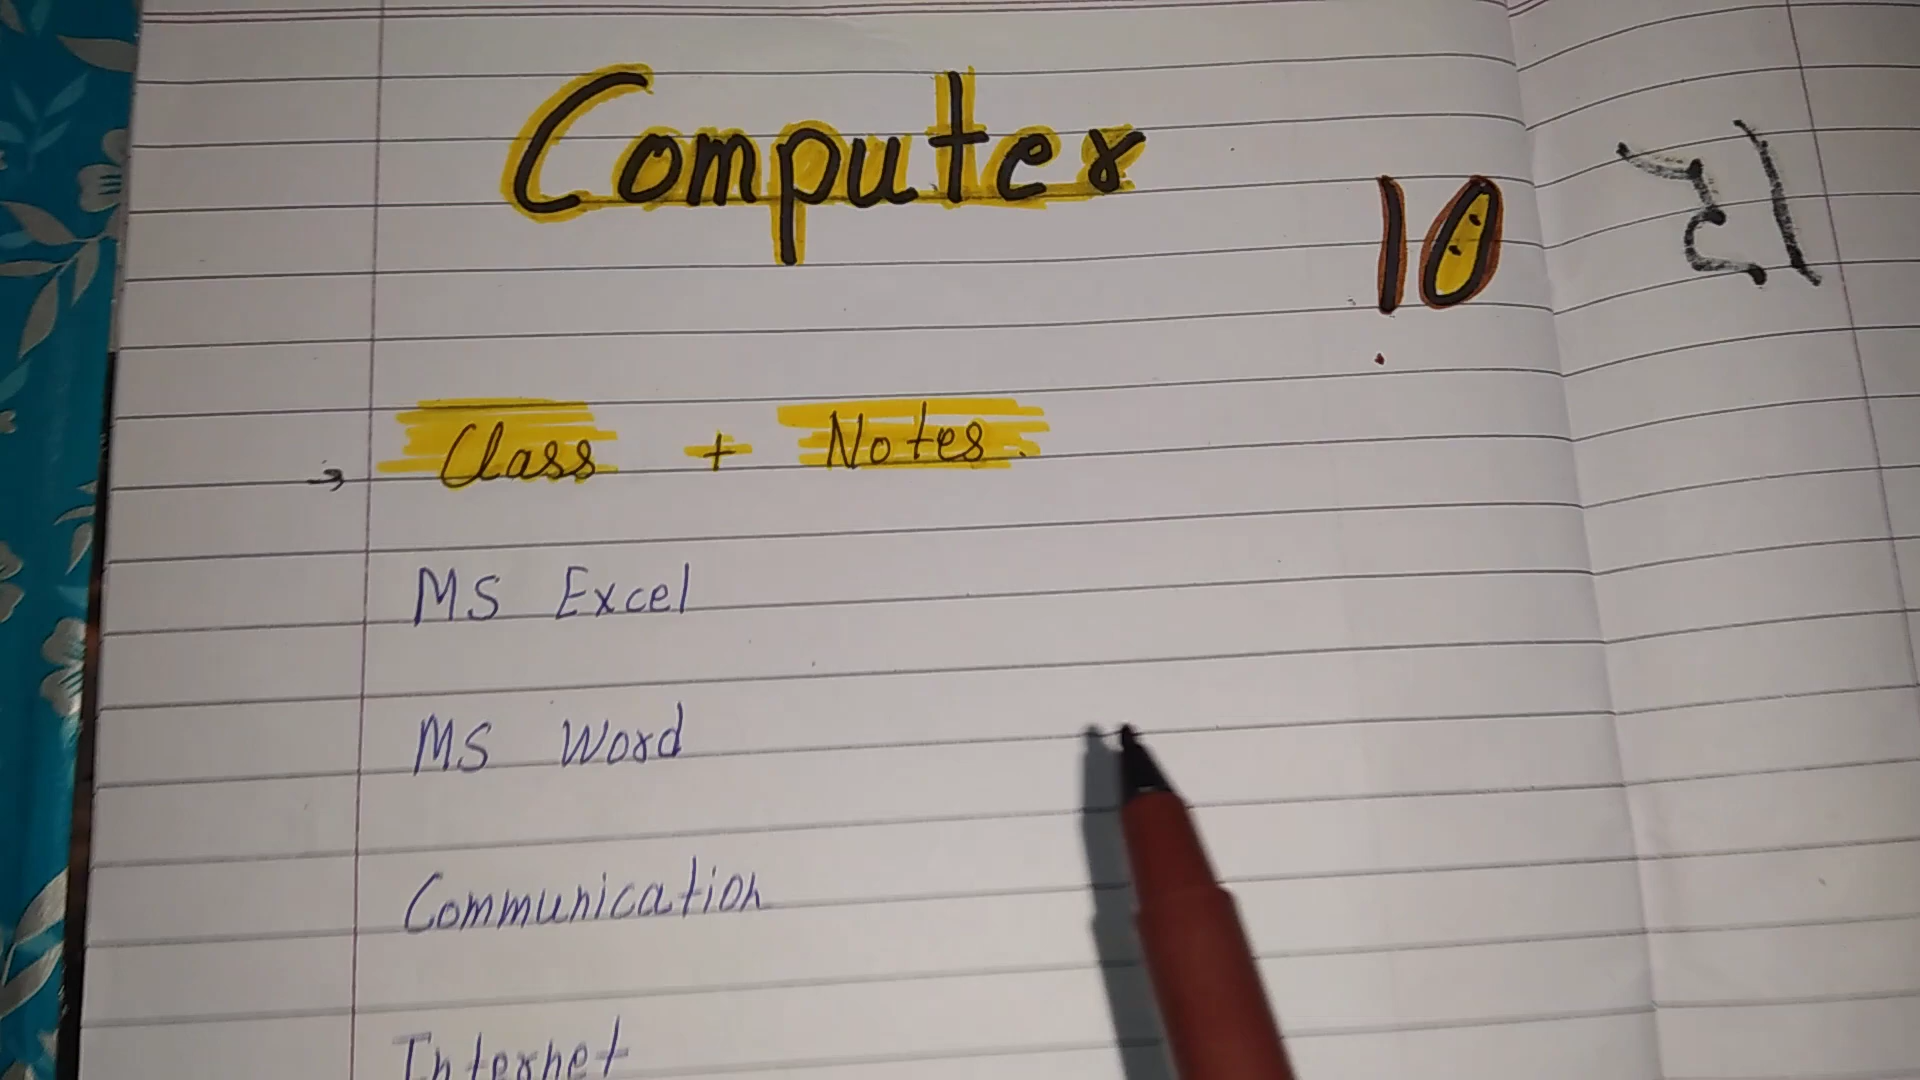 Computer
10
Class + Notes.
MS Excel
MS Word
Communication
Internet